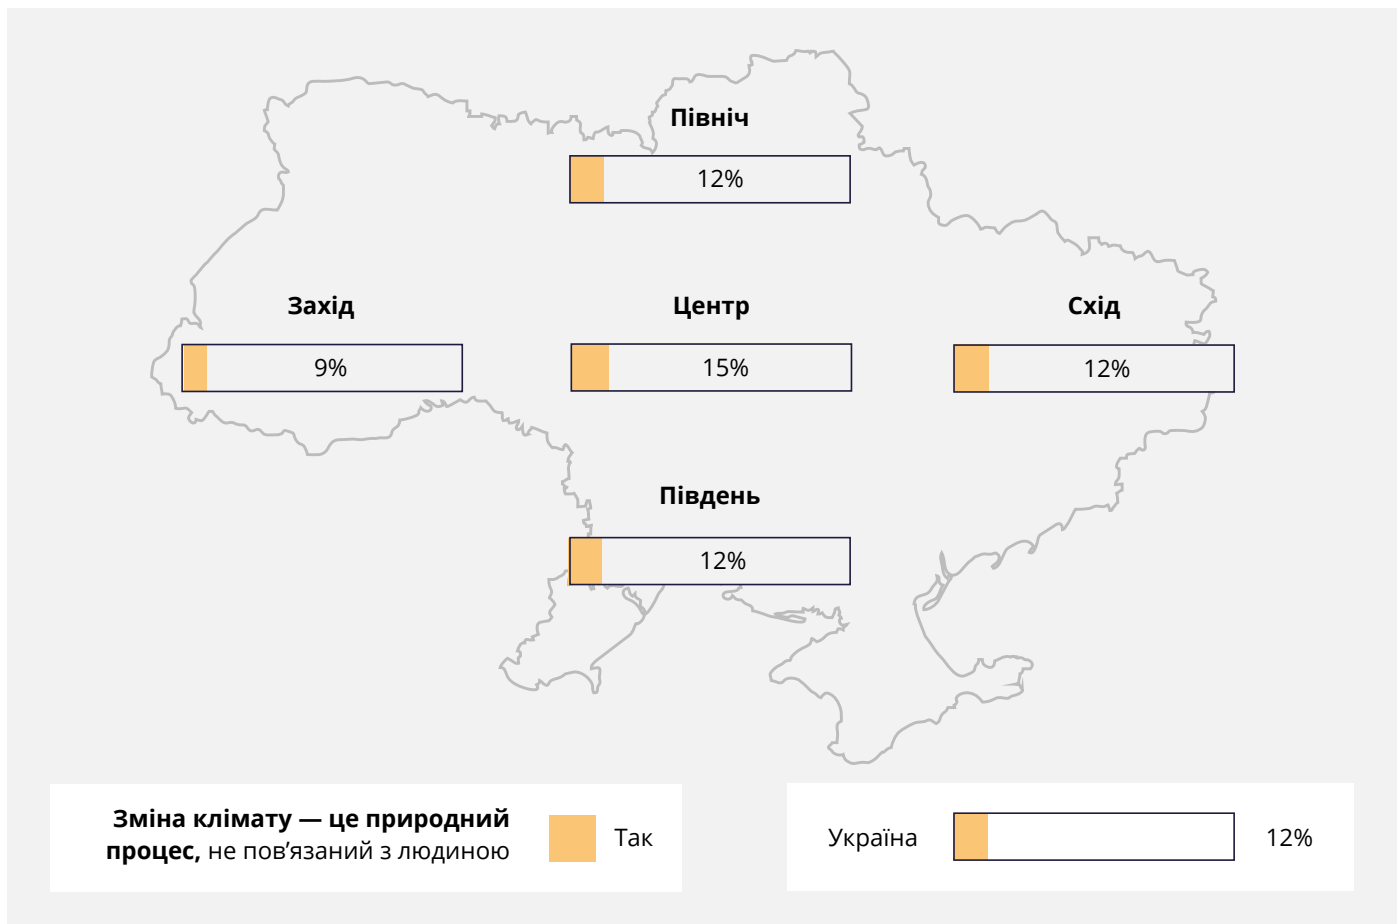 Північ
12%
Захід
9%
Центр
15%
Схід
12%
Південь
12%
Зміна клімату — це природний
процес, не пов’язаний з людиною
Так
Україна
12%